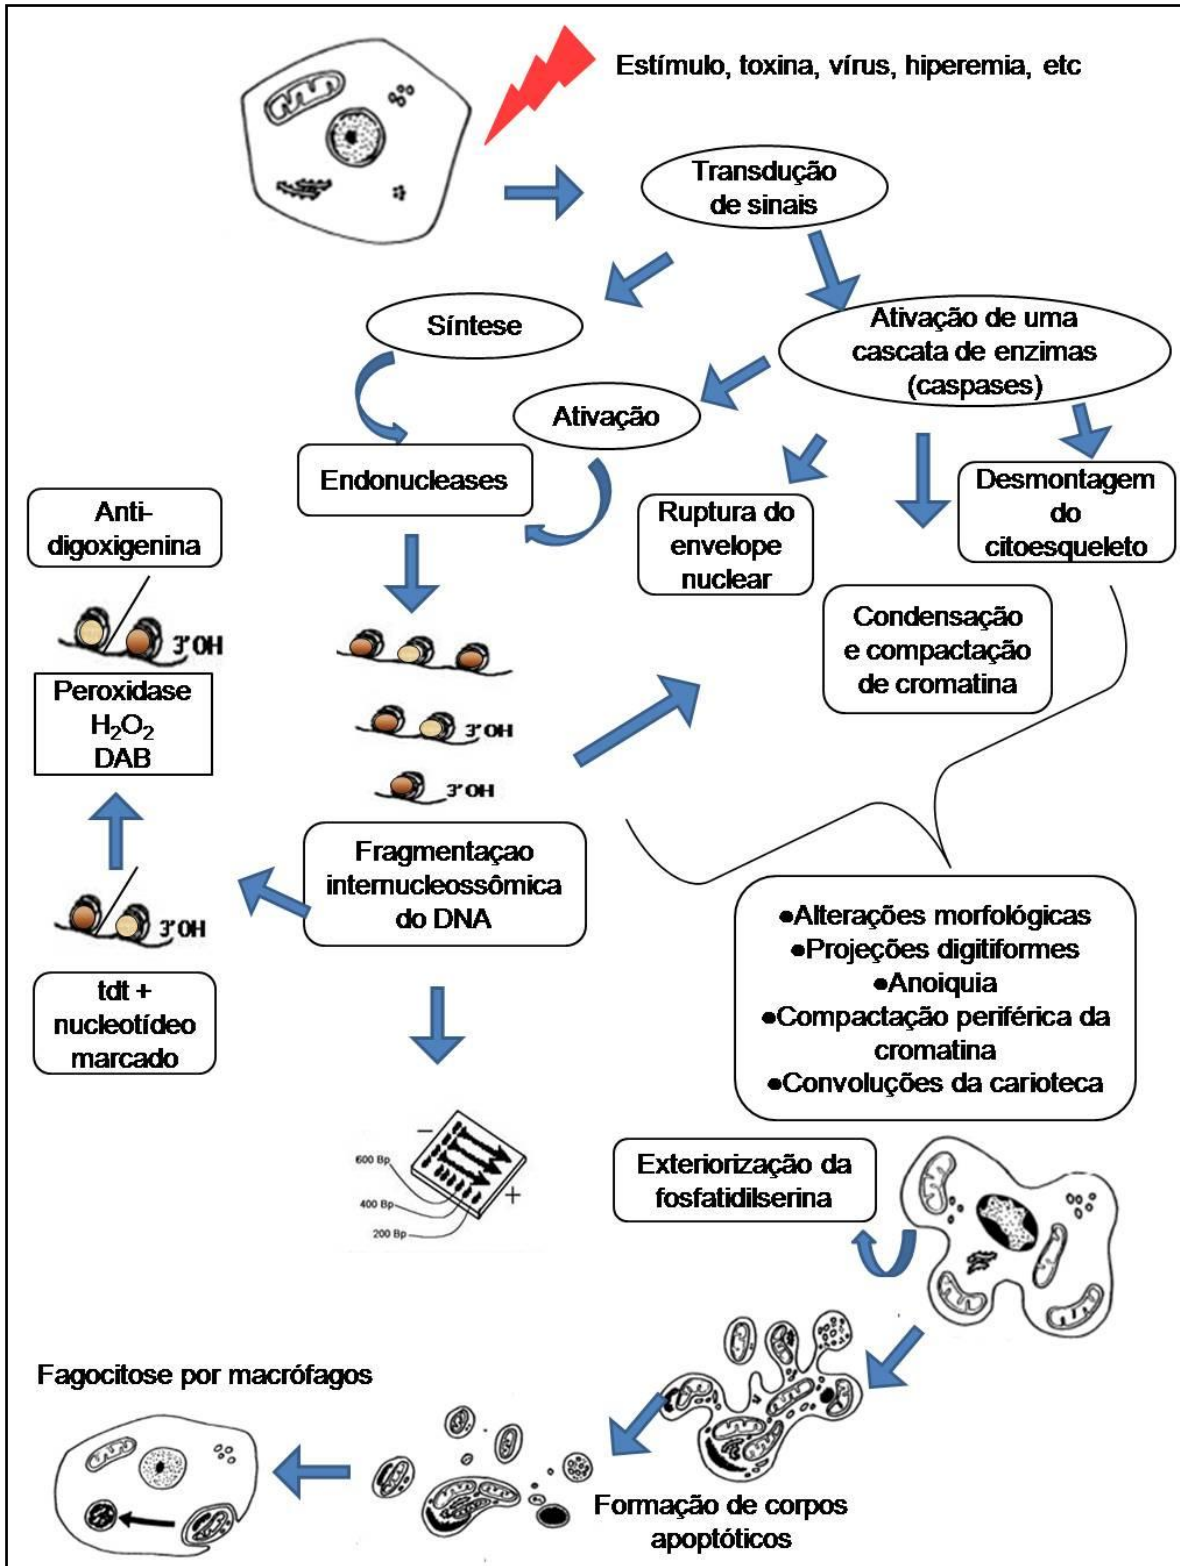 Estímulo, toxina, vírus, hiperemia, etc
Transdução
de sinais
Síntese
Ativação de uma
cascata de enzimas
(caspases)
Ativação
Endonucleases
Anti-
digoxigenina
Ruptura do
envelope
nuclear
Desmontagem
do
citoesqueleto
3' OH
Peroxidase
H₂O₂
DAB
Condensação
e compactação
de cromatina
3' OH
3' OH
Fragmentaçao
internucleossômica
do DNA
3' OH
tdt +
nucleotídeo
marcado
●Alterações morfológicas
●Projeções digitiformes
●Anoiquia
●Compactação periférica da
cromatina
●Convoluções da carioteca
−
600 Bp
400 Bp
200 Bp
+
Exteriorização da
fosfatidilserina
Fagocitose por macrófagos
Formação de corpos
apoptóticos